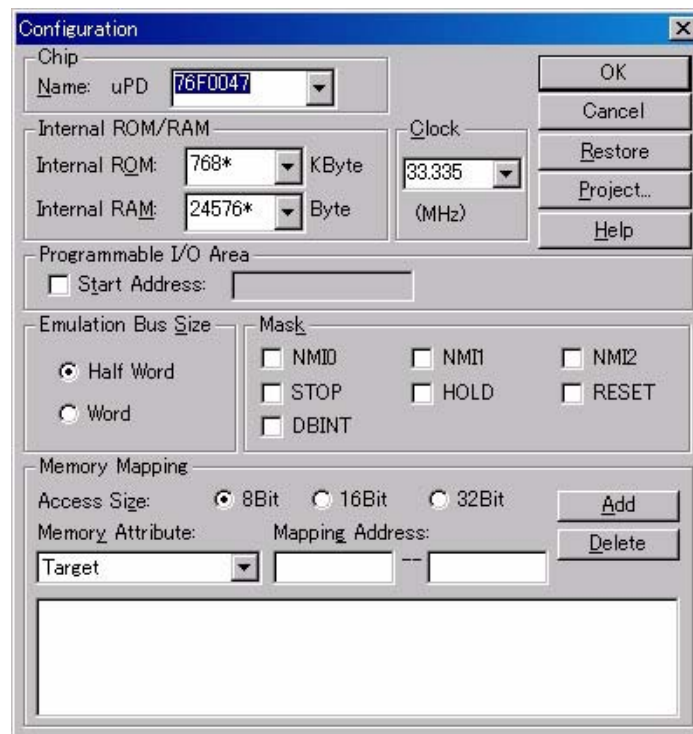 Configuration
Chip
Name: uPD 76F0047
OK
Cancel
Restore
Project...
Help
Internal ROM/RAM
Internal ROM: 768* KByte
Internal RAM: 24576* Byte
Clock
33.335
(MHz)
Programmable I/O Area
Start Address:
Emulation Bus Size
Half Word
Word
Mask
NMI0 NMI1 NMI2
STOP HOLD RESET
DBINT
Memory Mapping
Access Size: 8Bit 16Bit 32Bit
Add
Memory Attribute: Mapping Address:
Delete
Target --